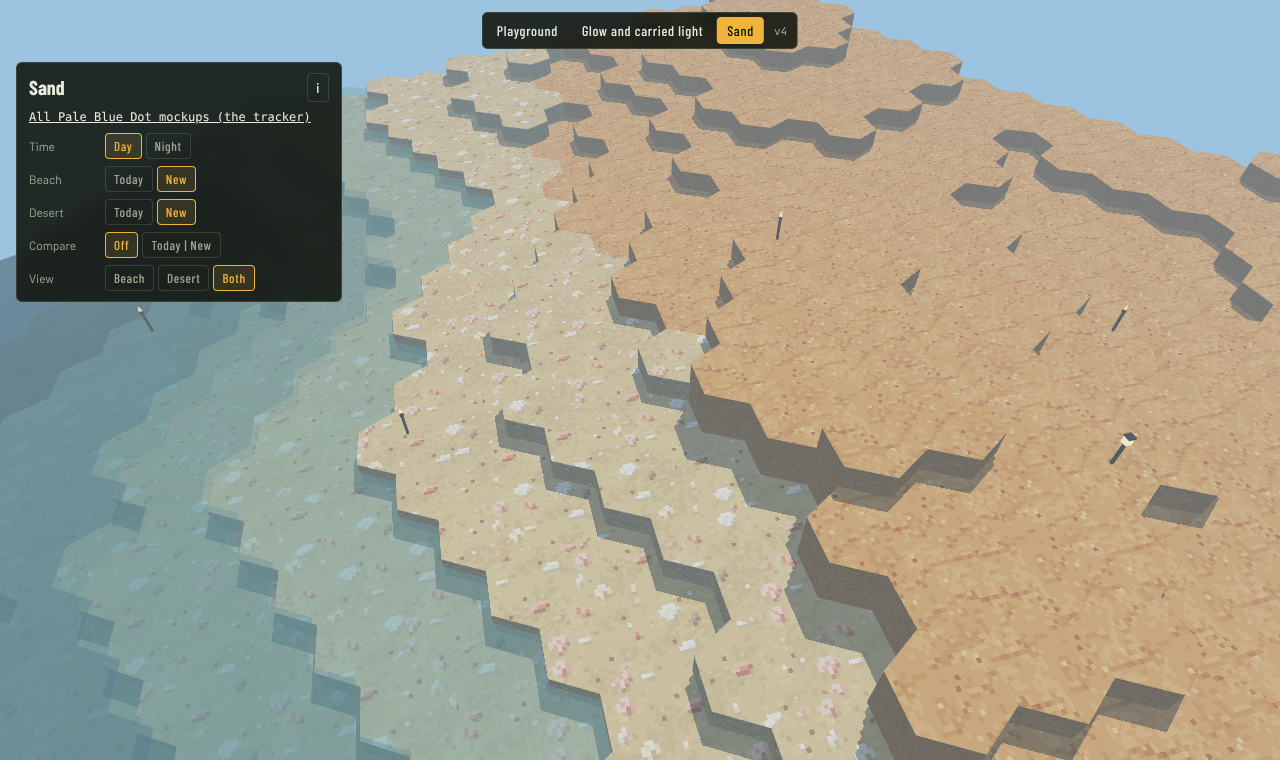 Playground Glow and carried light Sand v4
Sand i
All Pale Blue Dot mockups (the tracker)
Time Day Night
Beach Today New
Desert Today New
Compare Off Today | New
View Beach Desert Both